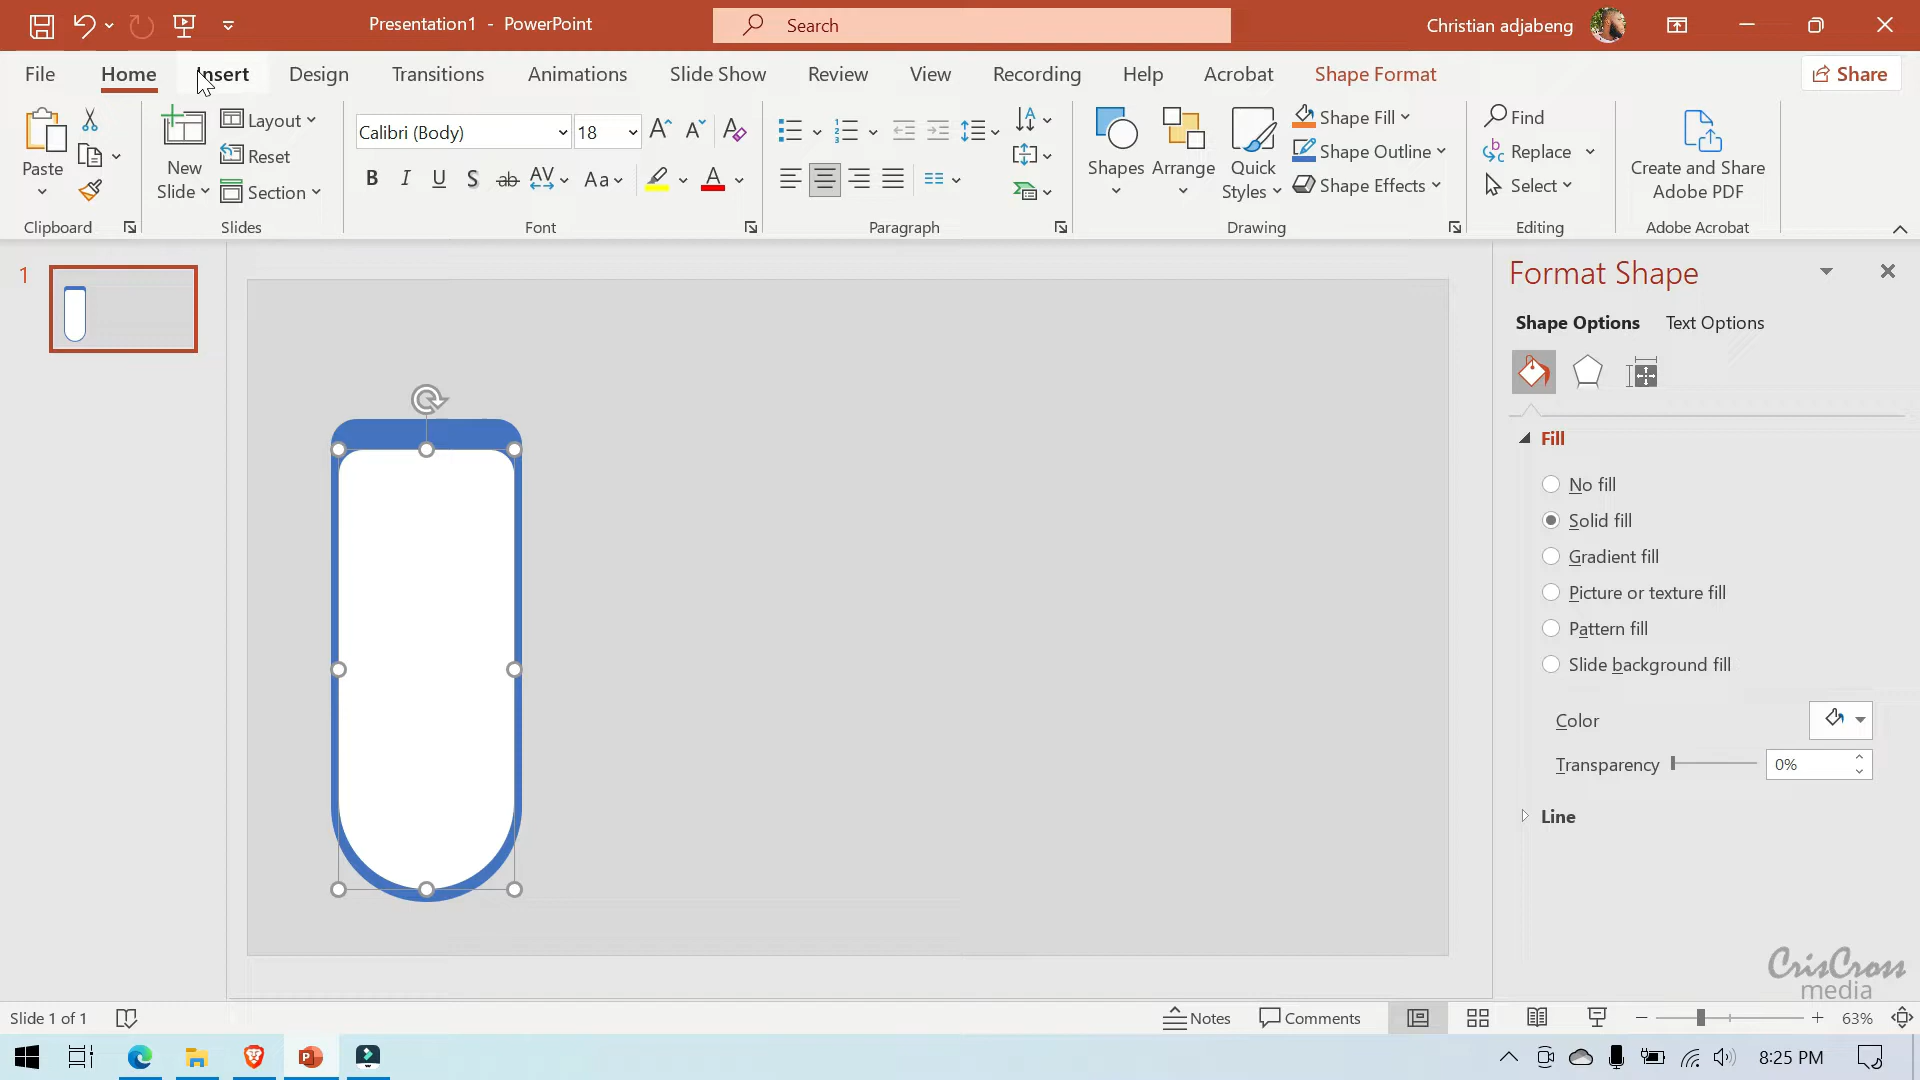 Presentation1 - PowerPoint
Search
Christian adjabeng
File Home Insert Design Transitions Animations Slide Show Review View Recording Help Acrobat Shape Format
Share
Paste
New Slide
Layout
Reset
Section
Calibri (Body) 18
B I U S ab AV Aa A
Shapes Arrange Quick Styles
Shape Fill
Shape Outline
Shape Effects
Find
Replace
Select
Create and Share Adobe PDF
Clipboard Slides Font Paragraph Drawing Editing Adobe Acrobat
1
Format Shape
Shape Options Text Options
Fill
No fill
Solid fill
Gradient fill
Picture or texture fill
Pattern fill
Slide background fill
Color
Transparency 0%
Line
CrisCross
media
Slide 1 of 1
Notes Comments 63%
8:25 PM